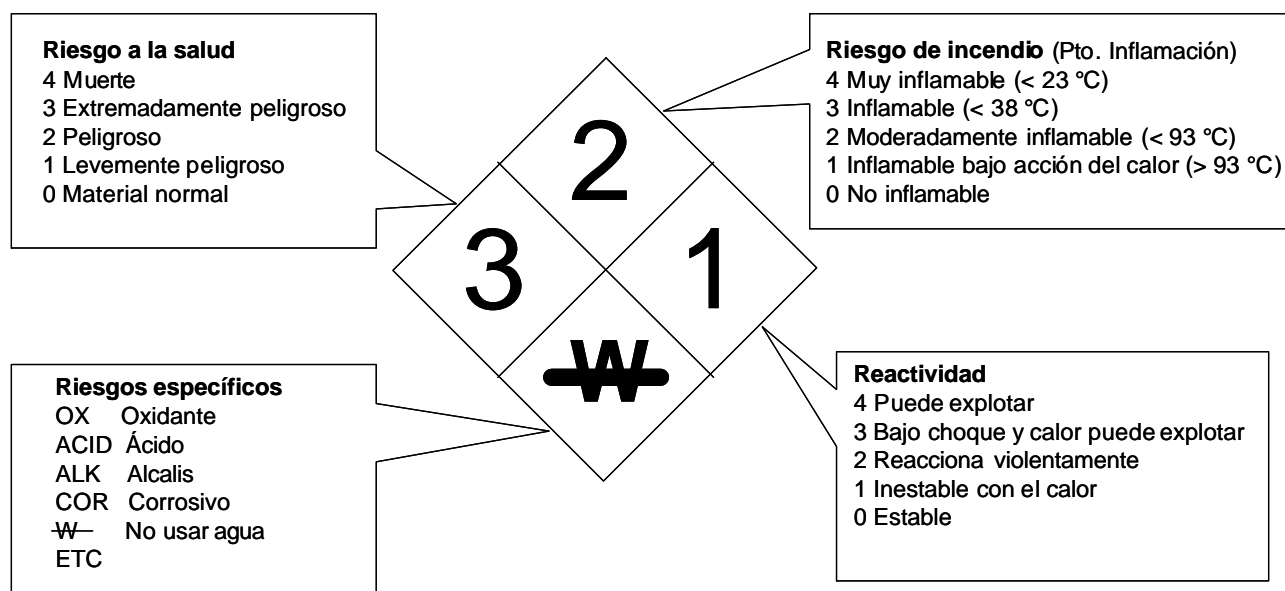 Riesgo a la salud
4 Muerte
3 Extremadamente peligroso
2 Peligroso
1 Levemente peligroso
0 Material normal
Riesgo de incendio (Pto. Inflamación)
4 Muy inflamable (< 23 °C)
3 Inflamable (< 38 °C)
2 Moderadamente inflamable (< 93 °C)
1 Inflamable bajo acción del calor (> 93 °C)
0 No inflamable
2
3
1
W
Riesgos específicos
OX Oxidante
ACID Ácido
ALK Alcalis
COR Corrosivo
W No usar agua
ETC
Reactividad
4 Puede explotar
3 Bajo choque y calor puede explotar
2 Reacciona violentamente
1 Inestable con el calor
0 Estable